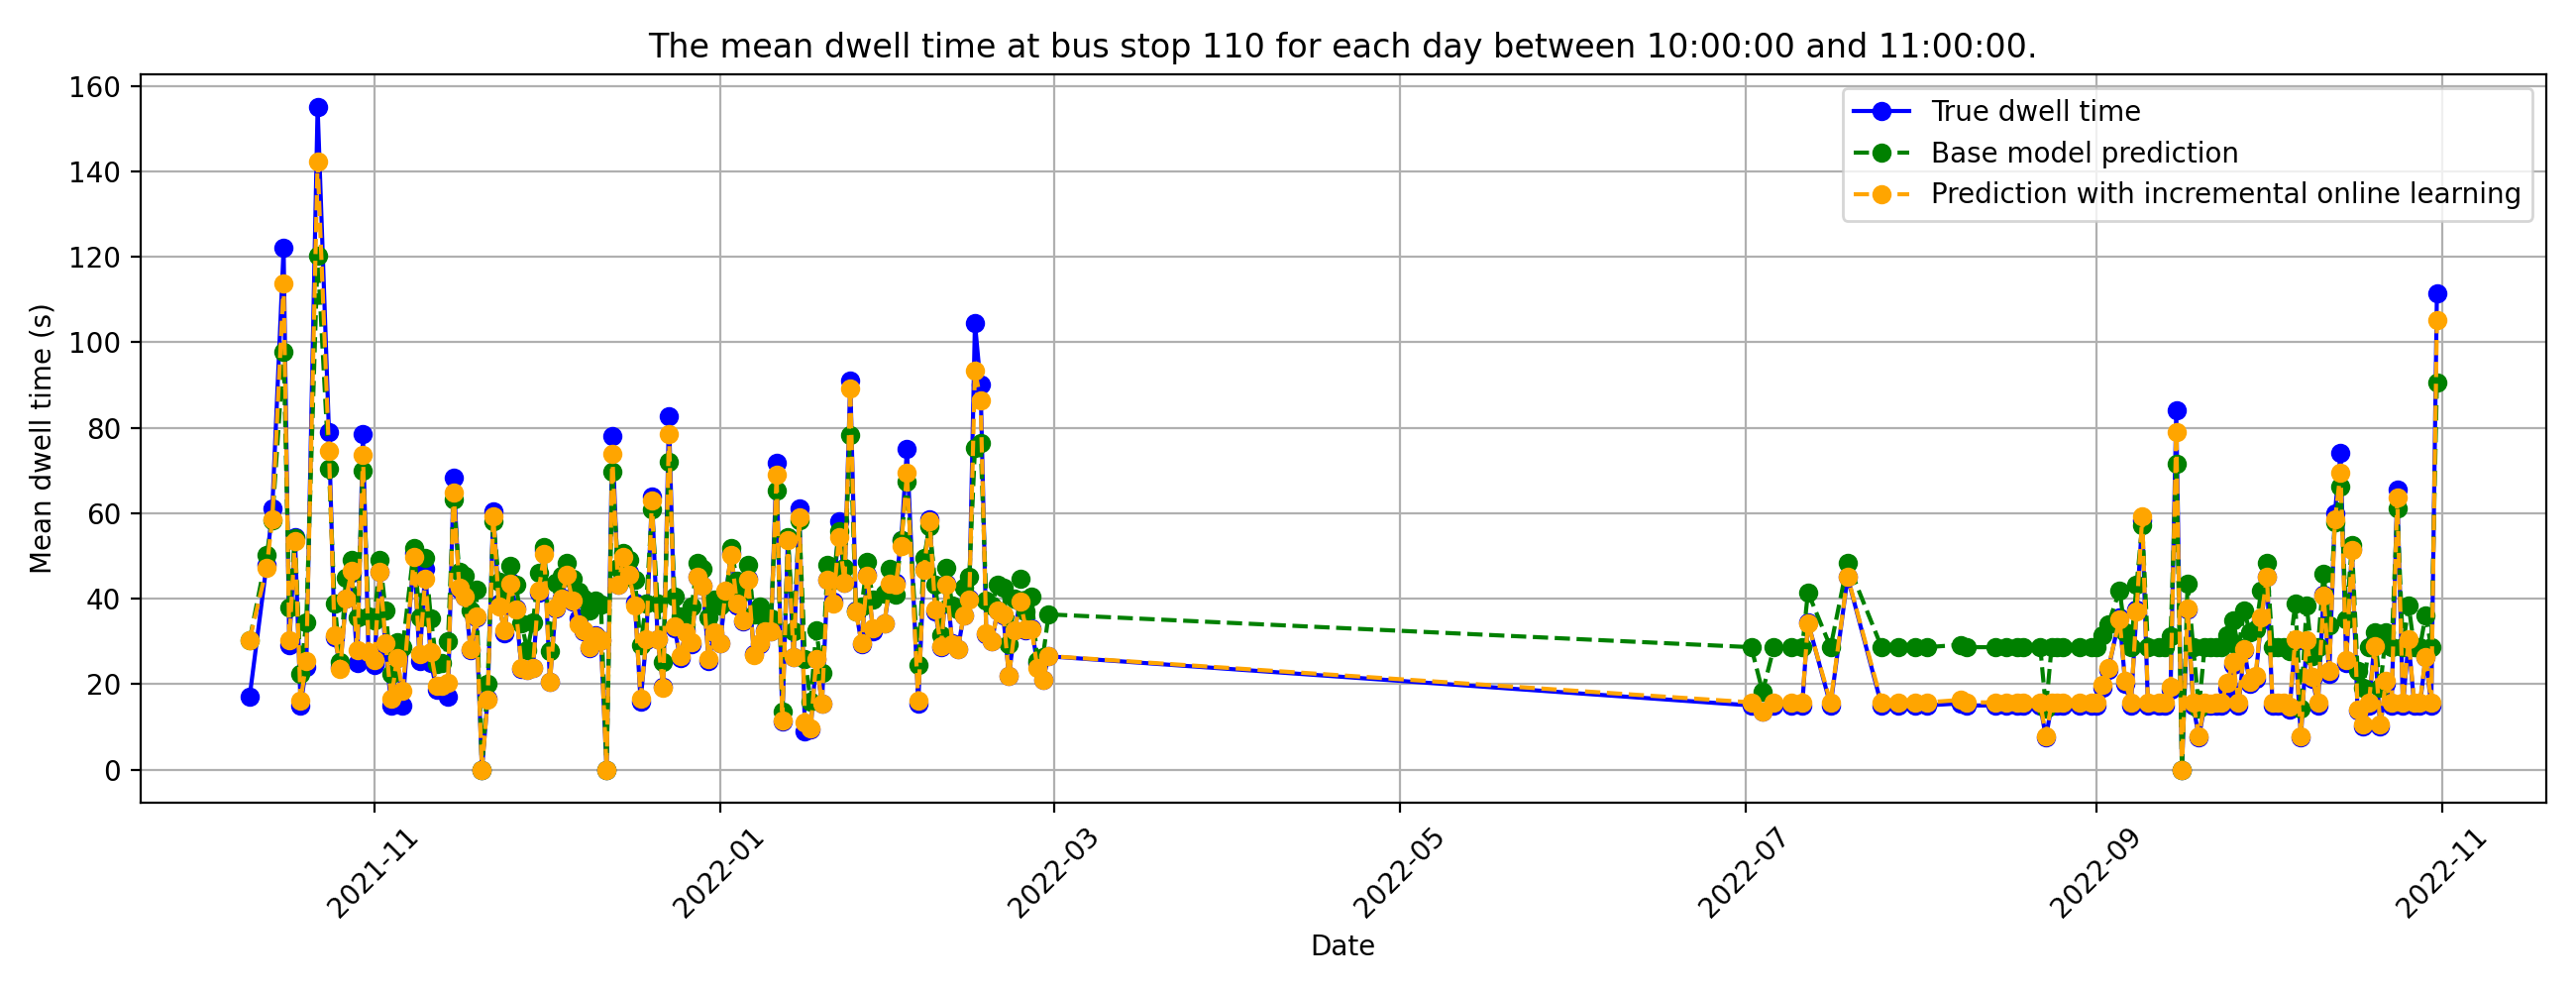 The mean dwell time at bus stop 110 for each day between 10:00:00 and 11:00:00.
True dwell time
Base model prediction
Prediction with incremental online learning
Mean dwell time (s)
160
140
120
100
80
60
40
20
0
2021-11
2022-01
2022-03
2022-05
2022-07
2022-09
2022-11
Date